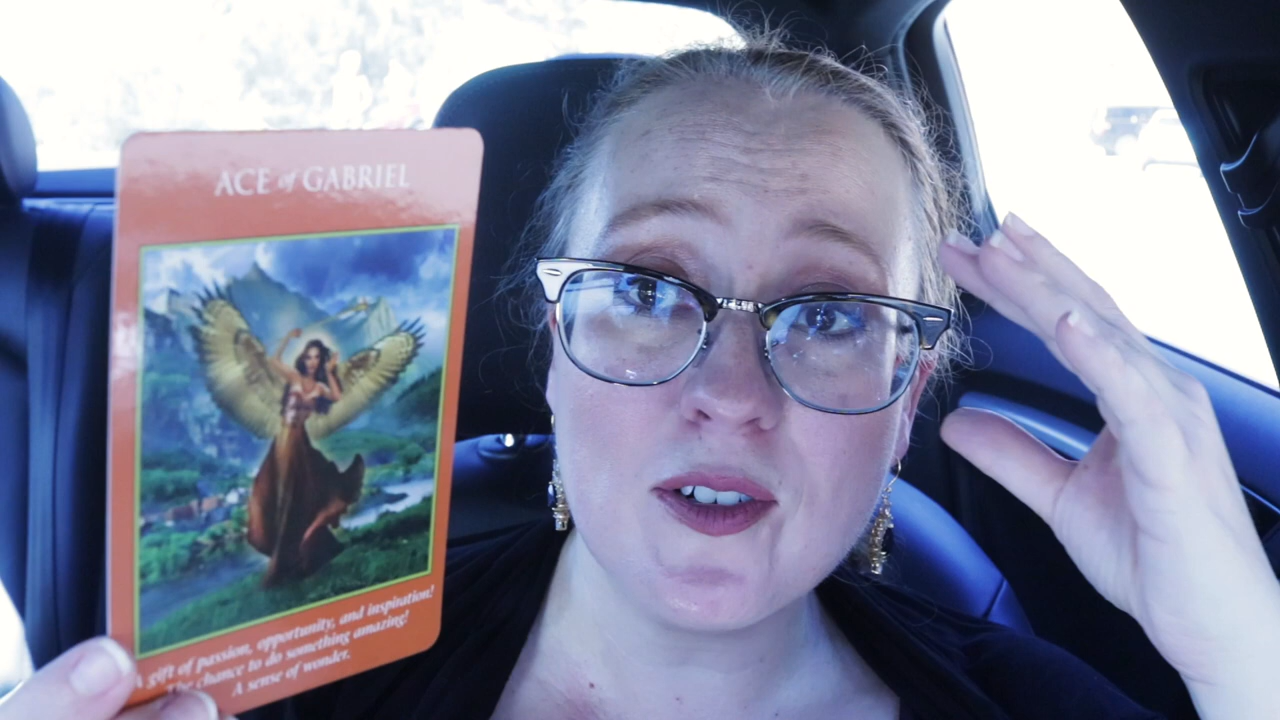 ACE of GABRIEL
A gift of passion, opportunity, and inspiration!
The chance to do something amazing!
A sense of wonder.